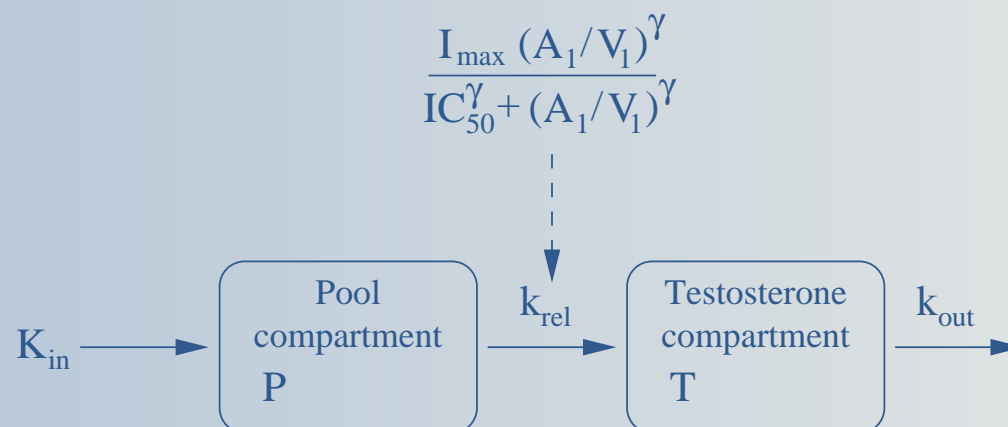 I_max (A_1/V_1)^γ
IC_50^γ + (A_1/V_1)^γ
Pool
compartment
P
K_in
k_rel
Testosterone
compartment
T
k_out